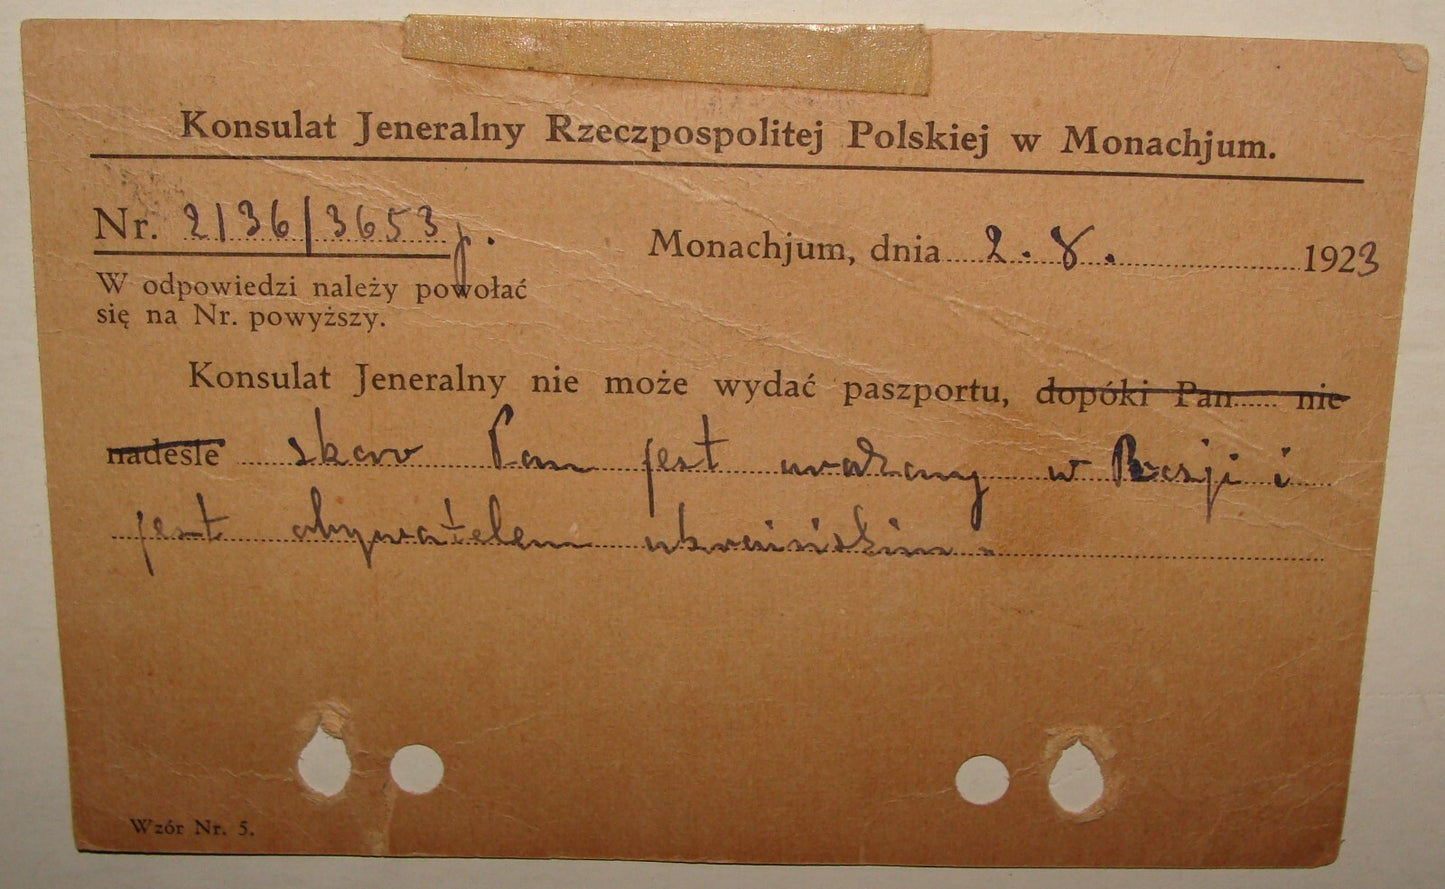 Konsulat Jeneralny Rzeczpospolitej Polskiej w Monachjum.
Nr. 2136/3653 j.
Monachjum, dnia 2. 8. 1923
W odpowiedzi należy powołać
się na Nr. powyższy.
Konsulat Jeneralny nie może wydać paszportu, dopóki Pan...... nie
nadeśle skoro Pan jest w i
jest obywatelem ukraińskim.
Wzór Nr. 5.